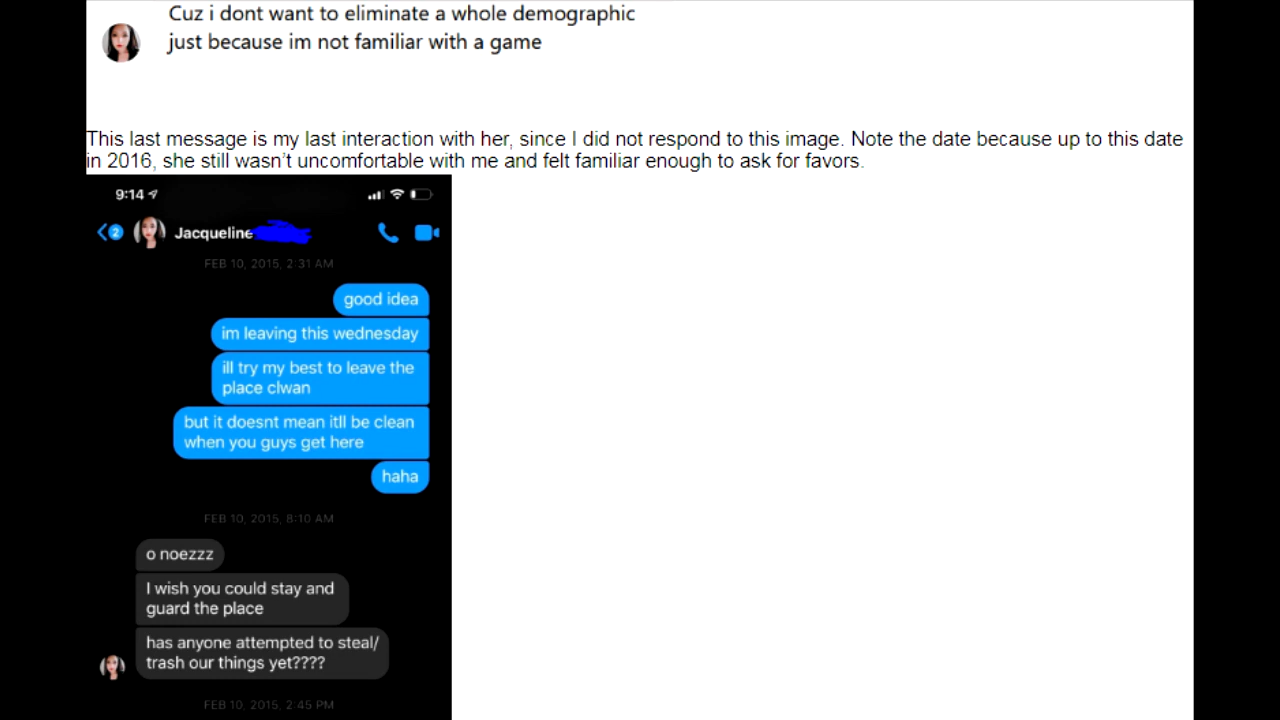 Cuz i dont want to eliminate a whole demographic
just because im not familiar with a game
This last message is my last interaction with her, since I did not respond to this image. Note the date because up to this date
in 2016, she still wasn't uncomfortable with me and felt familiar enough to ask for favors.
9:14
2
Jacqueline
FEB 10, 2015, 2:31 AM
good idea
im leaving this wednesday
ill try my best to leave the
place clwan
but it doesnt mean itll be clean
when you guys get here
haha
FEB 10, 2015, 8:10 AM
o noezzz
I wish you could stay and
guard the place
has anyone attempted to steal/
trash our things yet????
FEB 10, 2015, 2:45 PM